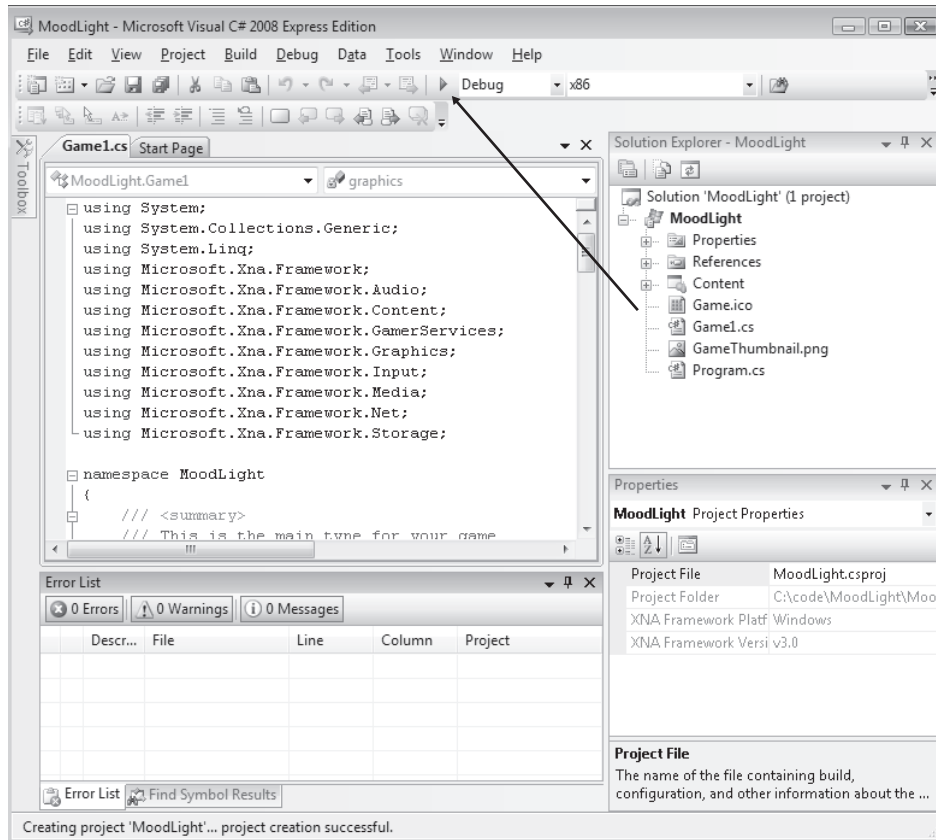 MoodLight - Microsoft Visual C# 2008 Express Edition
File Edit View Project Build Debug Data Tools Window Help
Debug x86
Toolbox
Game1.cs Start Page
MoodLight.Game1 graphics
using System;
using System.Collections.Generic;
using System.Linq;
using Microsoft.Xna.Framework;
using Microsoft.Xna.Framework.Audio;
using Microsoft.Xna.Framework.Content;
using Microsoft.Xna.Framework.GamerServices;
using Microsoft.Xna.Framework.Graphics;
using Microsoft.Xna.Framework.Input;
using Microsoft.Xna.Framework.Media;
using Microsoft.Xna.Framework.Net;
using Microsoft.Xna.Framework.Storage;
namespace MoodLight
{
/// <summary>
/// This is the main type for your game
Solution Explorer - MoodLight
Solution 'MoodLight' (1 project)
MoodLight
Properties
References
Content
Game.ico
Game1.cs
GameThumbnail.png
Program.cs
Properties
MoodLight Project Properties
Project File MoodLight.csproj
Project Folder C:\code\MoodLight\Moo
XNA Framework Platf Windows
XNA Framework Versi v3.0
Project File
The name of the file containing build,
configuration, and other information about the ...
Error List
0 Errors 0 Warnings 0 Messages
Descr... File Line Column Project
Error List Find Symbol Results
Creating project 'MoodLight'... project creation successful.